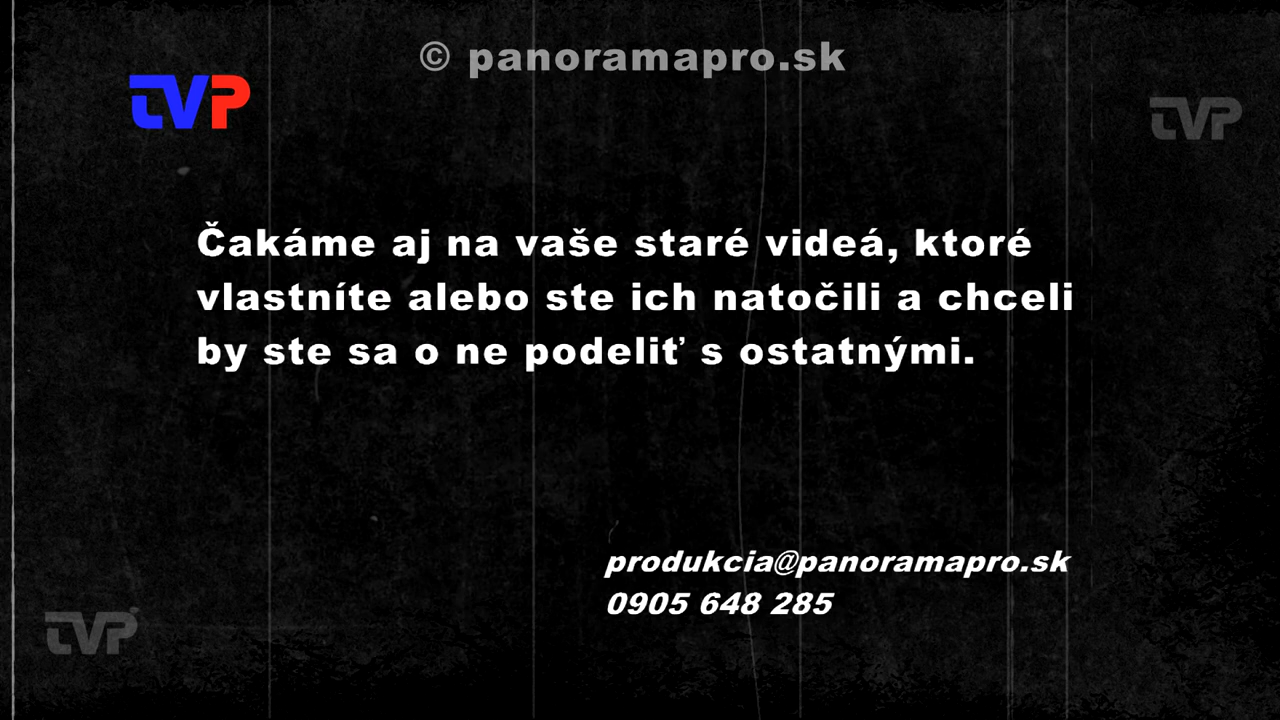 © panoramapro.sk
TVP
TVP
Čakáme aj na vaše staré videá, ktoré
vlastníte alebo ste ich natočili a chceli
by ste sa o ne podeliť s ostatnými.
produkcia@panoramapro.sk
0905 648 285
TVP